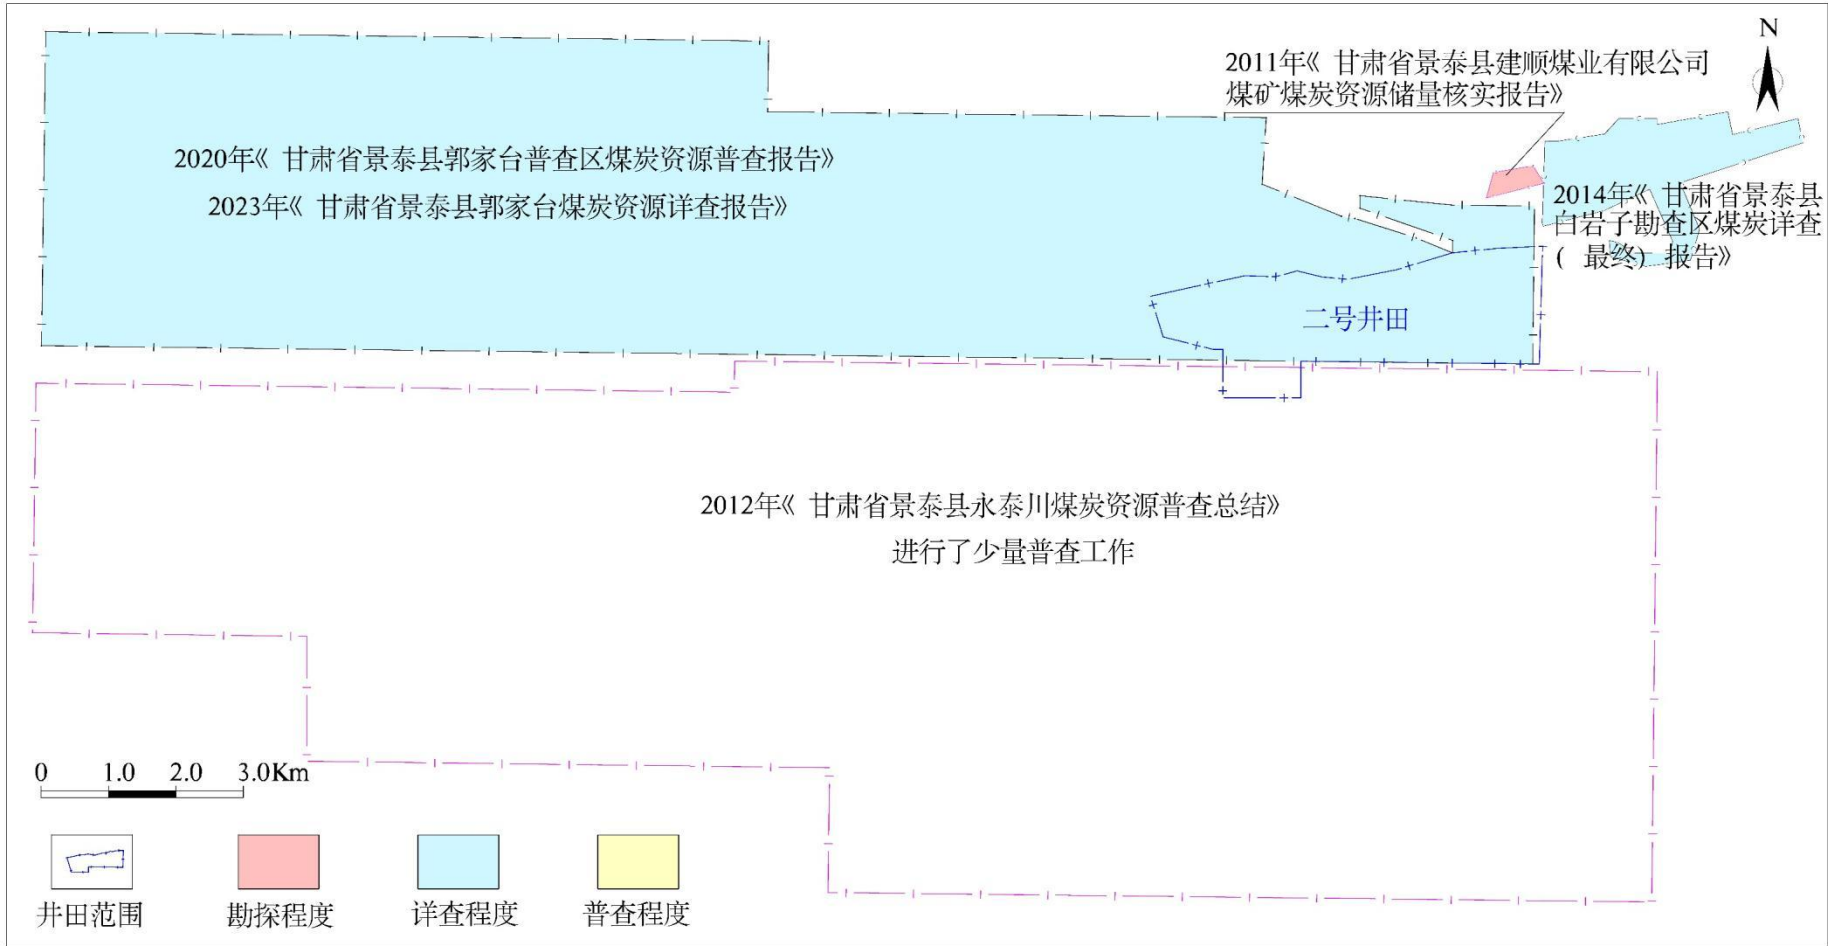 N
2011年《 甘肃省景泰县建顺煤业有限公司
煤矿煤炭资源储量核实报告》
2020年《 甘肃省景泰县郭家台普查区煤炭资源普查报告》
2023年《 甘肃省景泰县郭家台煤炭资源详查报告》
2014年《 甘肃省景泰县
白岩子勘查区煤炭详查
( 最终) 报告》
二号井田
2012年《 甘肃省景泰县永泰川煤炭资源普查总结》
进行了少量普查工作
0 1.0 2.0 3.0Km
井田范围 勘探程度 详查程度 普查程度